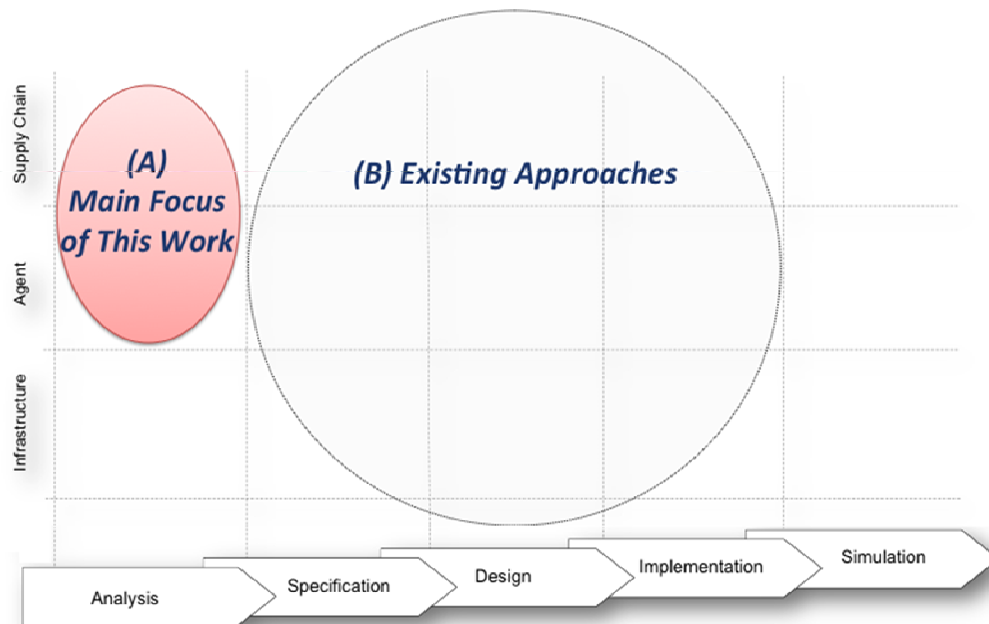 Supply Chain
(A)
Main Focus
of This Work
(B) Existing Approaches
Agent
Infrastructure
Analysis
Specification
Design
Implementation
Simulation